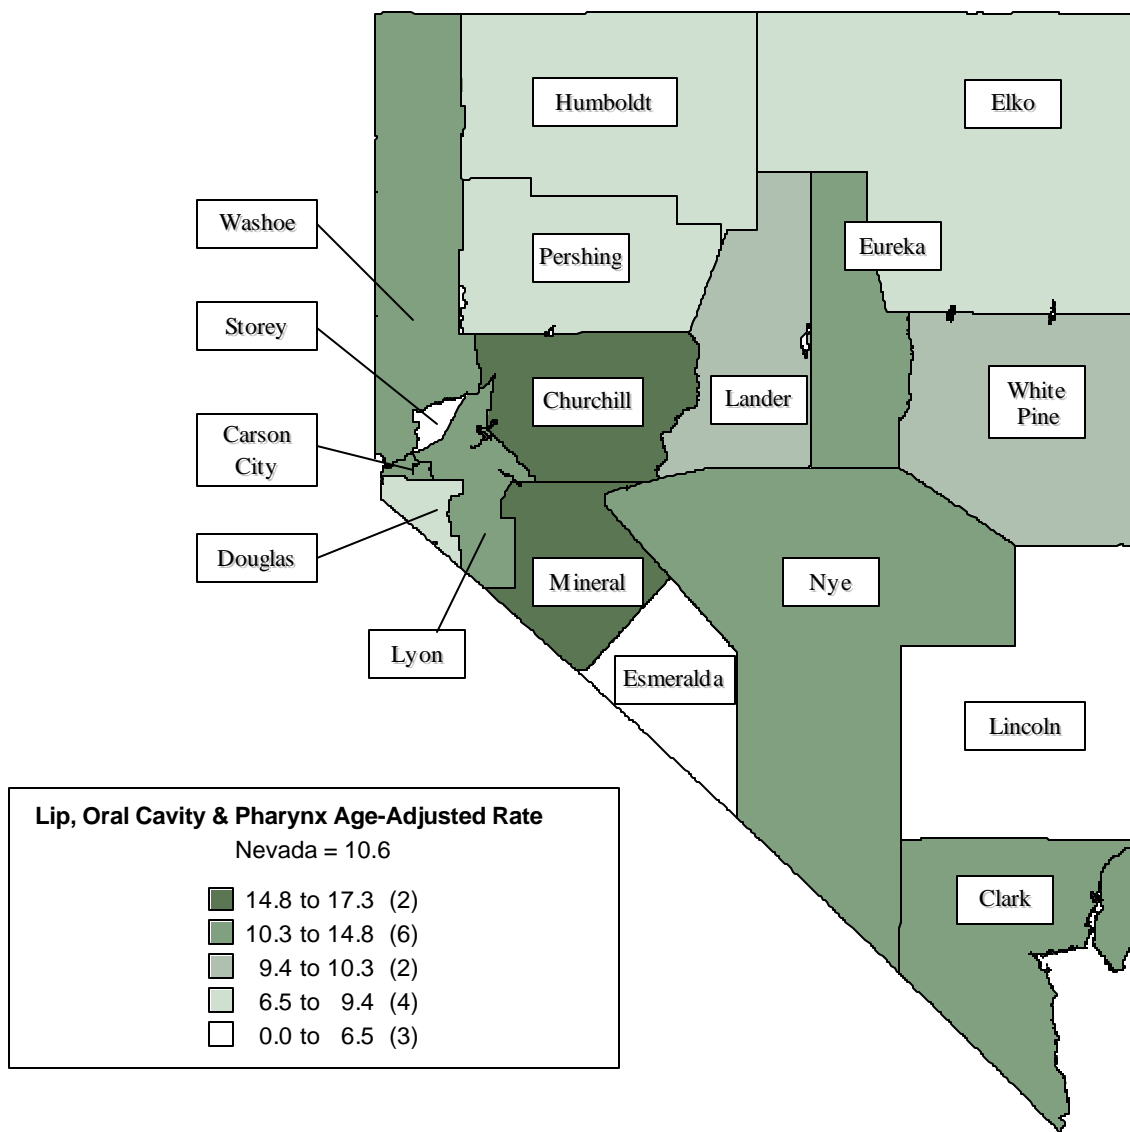 Humboldt
Elko
Washoe
Pershing
Eureka
Storey
Churchill
Lander
White
Pine
Carson
City
Douglas
Mineral
Nye
Lyon
Esmeralda
Lincoln
Clark
Lip, Oral Cavity & Pharynx Age-Adjusted Rate
Nevada = 10.6
14.8 to 17.3 (2)
10.3 to 14.8 (6)
9.4 to 10.3 (2)
6.5 to 9.4 (4)
0.0 to 6.5 (3)